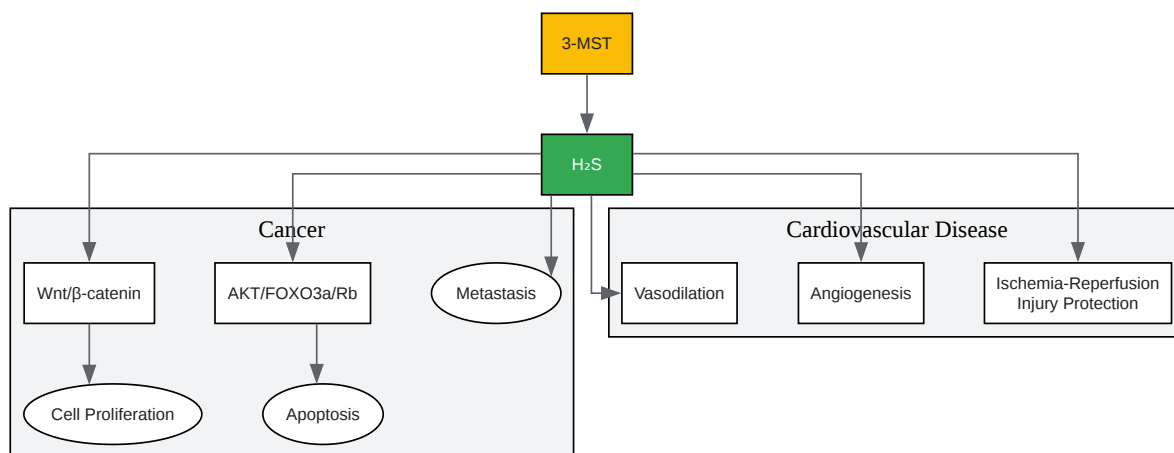 3-MST
H₂S
Cancer
Cardiovascular Disease
Wnt/β-catenin
AKT/FOXO3a/Rb
Metastasis
Vasodilation
Angiogenesis
Ischemia-Reperfusion
Injury Protection
Cell Proliferation
Apoptosis